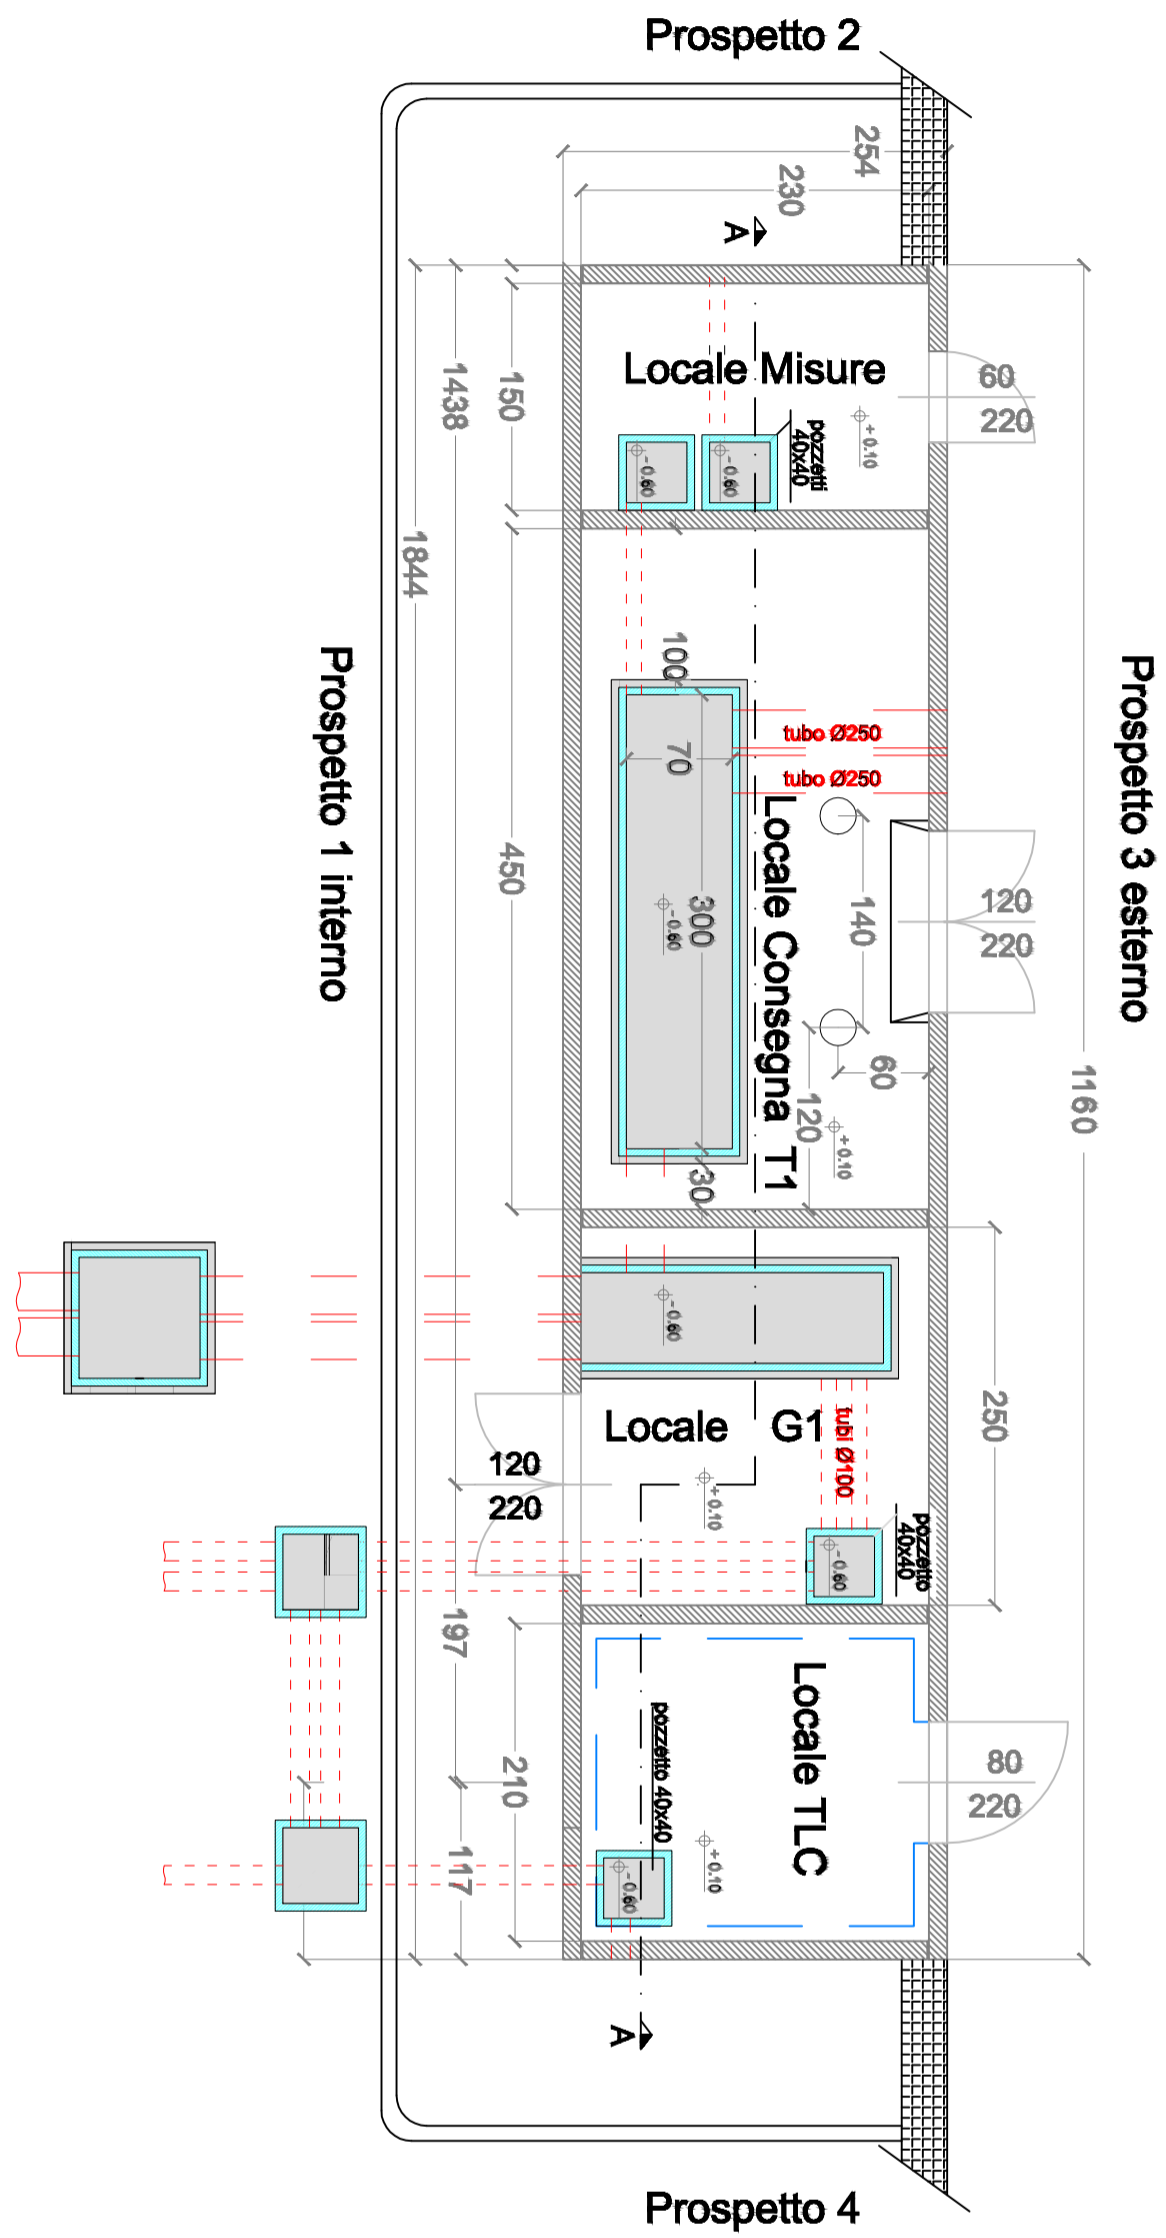 Prospetto 2
254
230
A
Locale Misure
60
220
+ 0.10
pozzetti
40x40
- 0.60
- 0.60
150
1438
1844
1160
100
tubo Ø250
tubo Ø250
70
300
- 0.60
Locale Consegna T1
140
120
220
60
120
+ 0.10
30
450
Prospetto 1 interno
Prospetto 3 esterno
- 0.60
Locale G1
tubi Ø100
120
220
+ 0.10
250
pozzetto
40x40
- 0.60
197
210
117
Locale TLC
pozzetto 40x40
80
220
+ 0.10
- 0.60
A
Prospetto 4